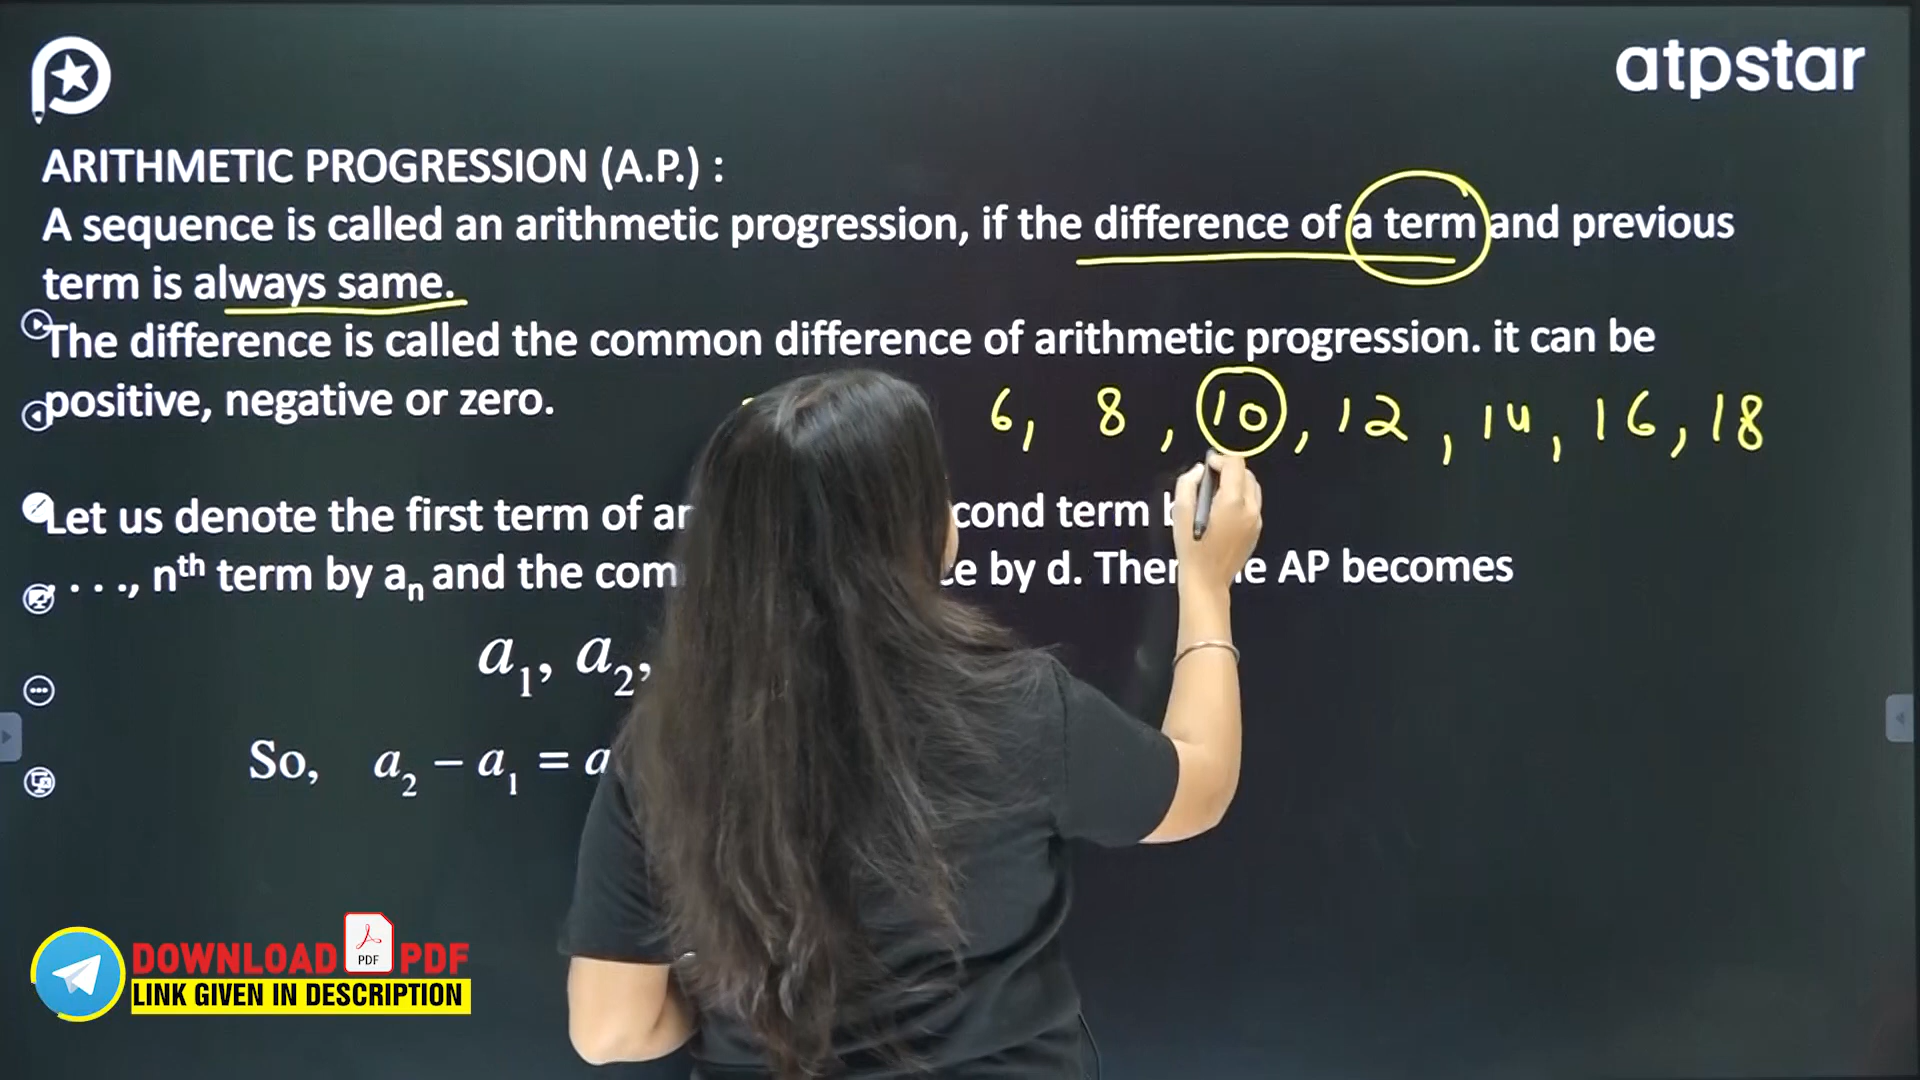 atpstar
ARITHMETIC PROGRESSION (A.P.) :
A sequence is called an arithmetic progression, if the difference of a term and previous
term is always same.
The difference is called the common difference of arithmetic progression. it can be
positive, negative or zero.
6, 8, 10, 12, 14, 16, 18
Let us denote the first term of cond term
. . ., nth term by an and the com by d. AP becomes
a1, a2,
So, a2 – a1 = a
DOWNLOAD PDF PDF
LINK GIVEN IN DESCRIPTION